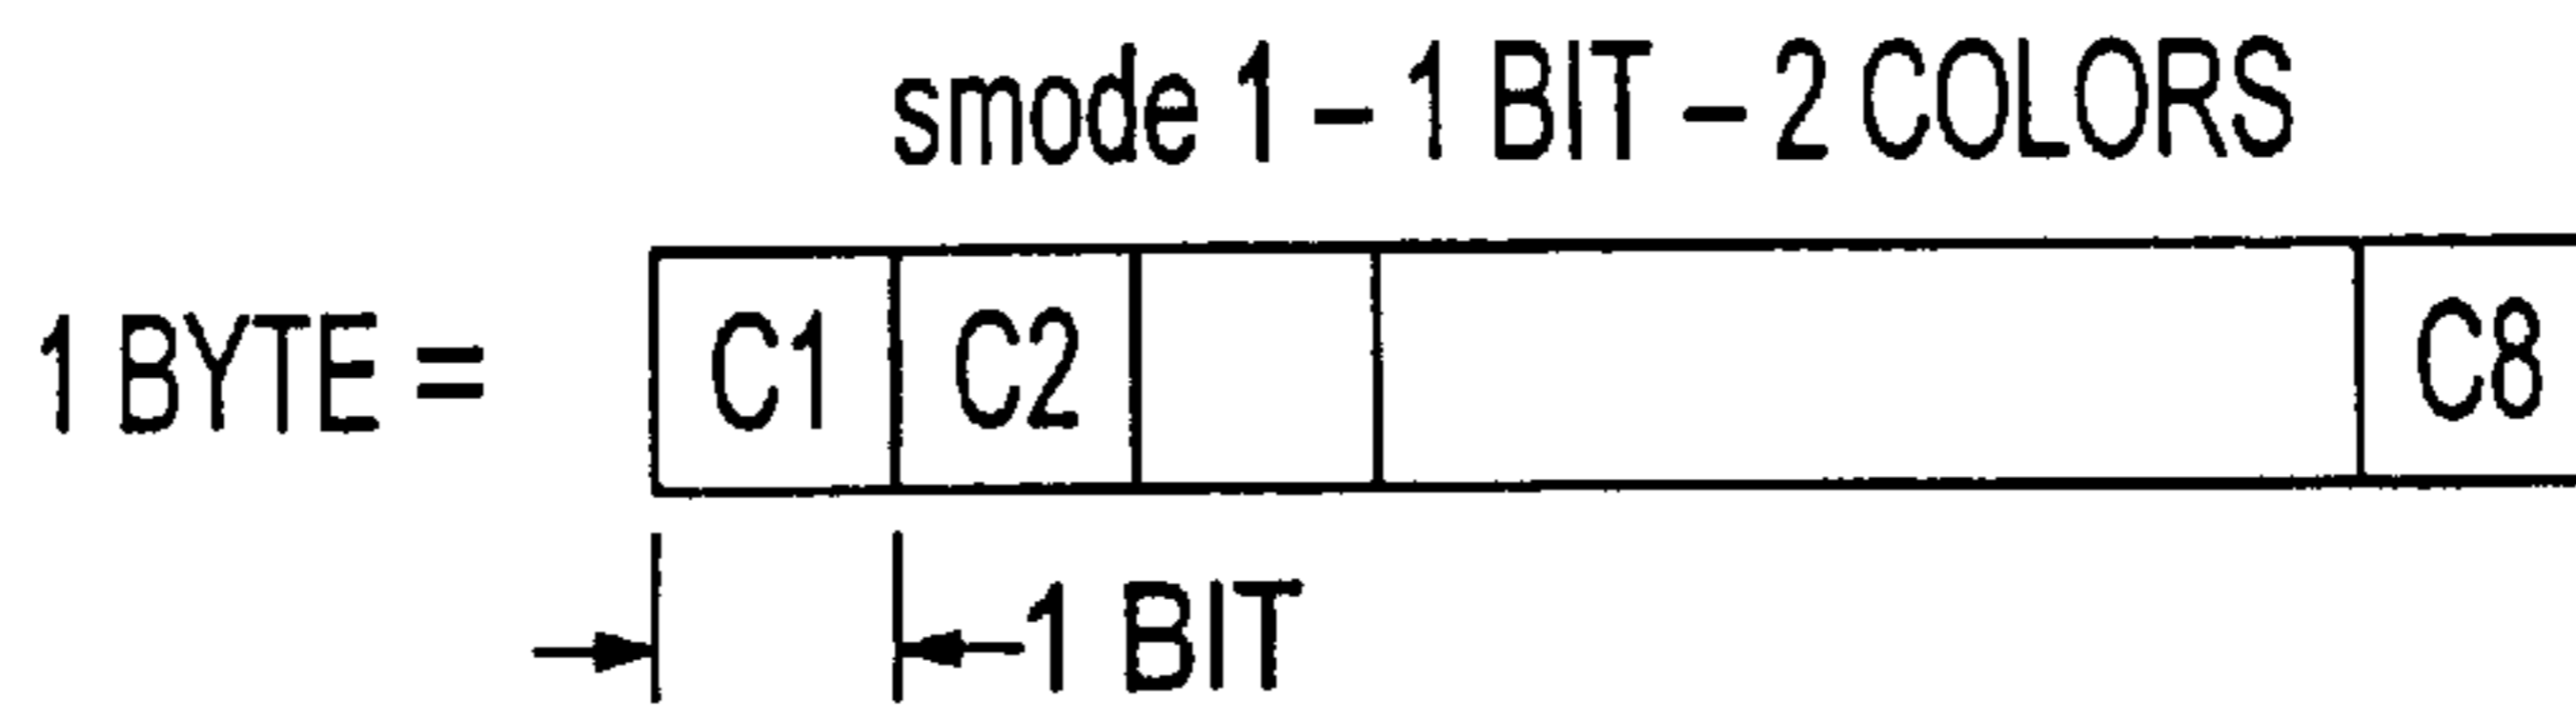 smode 1 – 1 BIT – 2 COLORS
1 BYTE = C1 C2 C8
1 BIT